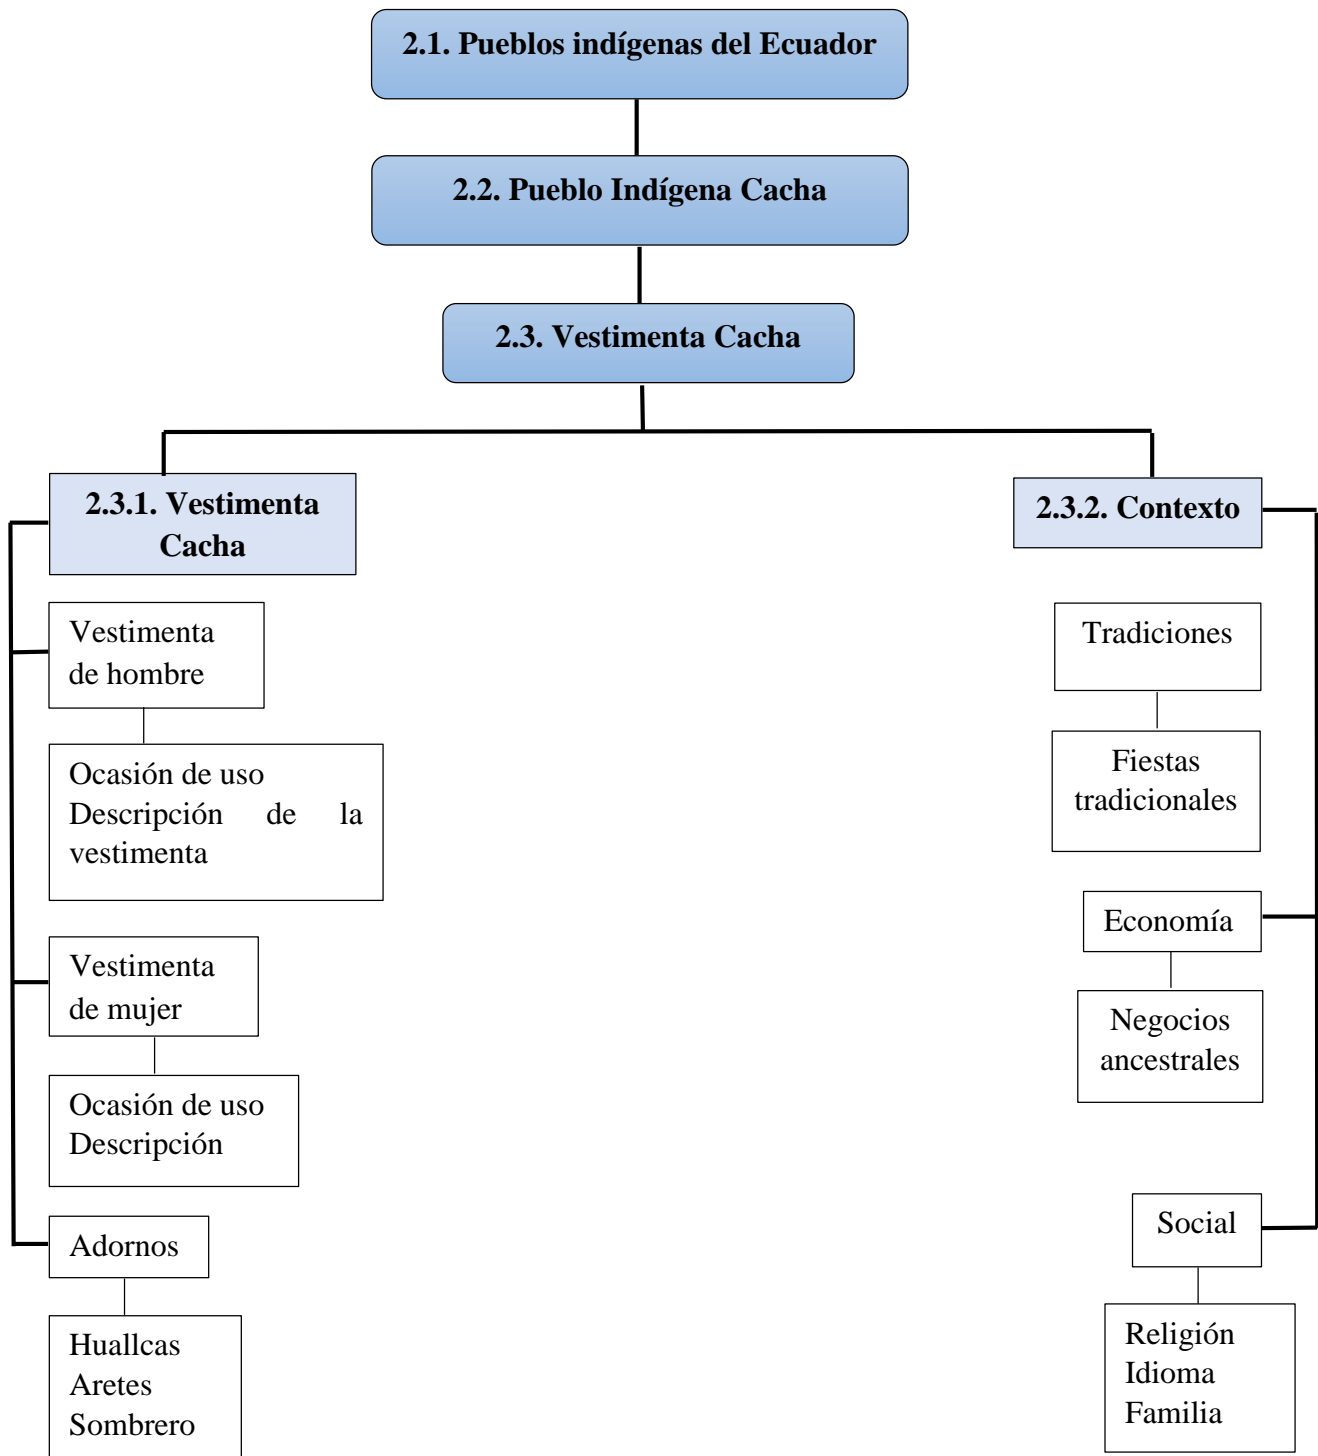 2.1. Pueblos indígenas del Ecuador
2.2. Pueblo Indígena Cacha
2.3. Vestimenta Cacha
2.3.1. Vestimenta
Cacha
Vestimenta
de hombre
Ocasión de uso
Descripción de la
vestimenta
Vestimenta
de mujer
Ocasión de uso
Descripción
Adornos
Huallcas
Aretes
Sombrero
2.3.2. Contexto
Tradiciones
Fiestas
tradicionales
Economía
Negocios
ancestrales
Social
Religión
Idioma
Familia